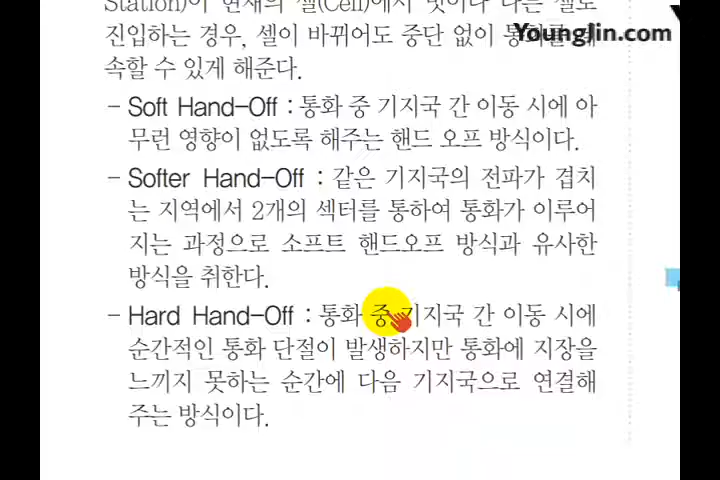 Station)이 현재의 셀(Cell)에서 벗어나 다른 셀로
진입하는 경우, 셀이 바뀌어도 중단 없이 통화를
Youngjin.com
속할 수 있게 해준다.
– Soft Hand–Off : 통화 중 기지국 간 이동 시에 아
무런 영향이 없도록 해주는 핸드 오프 방식이다.
– Softer Hand–Off : 같은 기지국의 전파가 겹치
는 지역에서 2개의 섹터를 통하여 통화가 이루어
지는 과정으로 소프트 핸드오프 방식과 유사한
방식을 취한다.
– Hard Hand–Off : 통화 중 기지국 간 이동 시에
순간적인 통화 단절이 발생하지만 통화에 지장을
느끼지 못하는 순간에 다음 기지국으로 연결해
주는 방식이다.